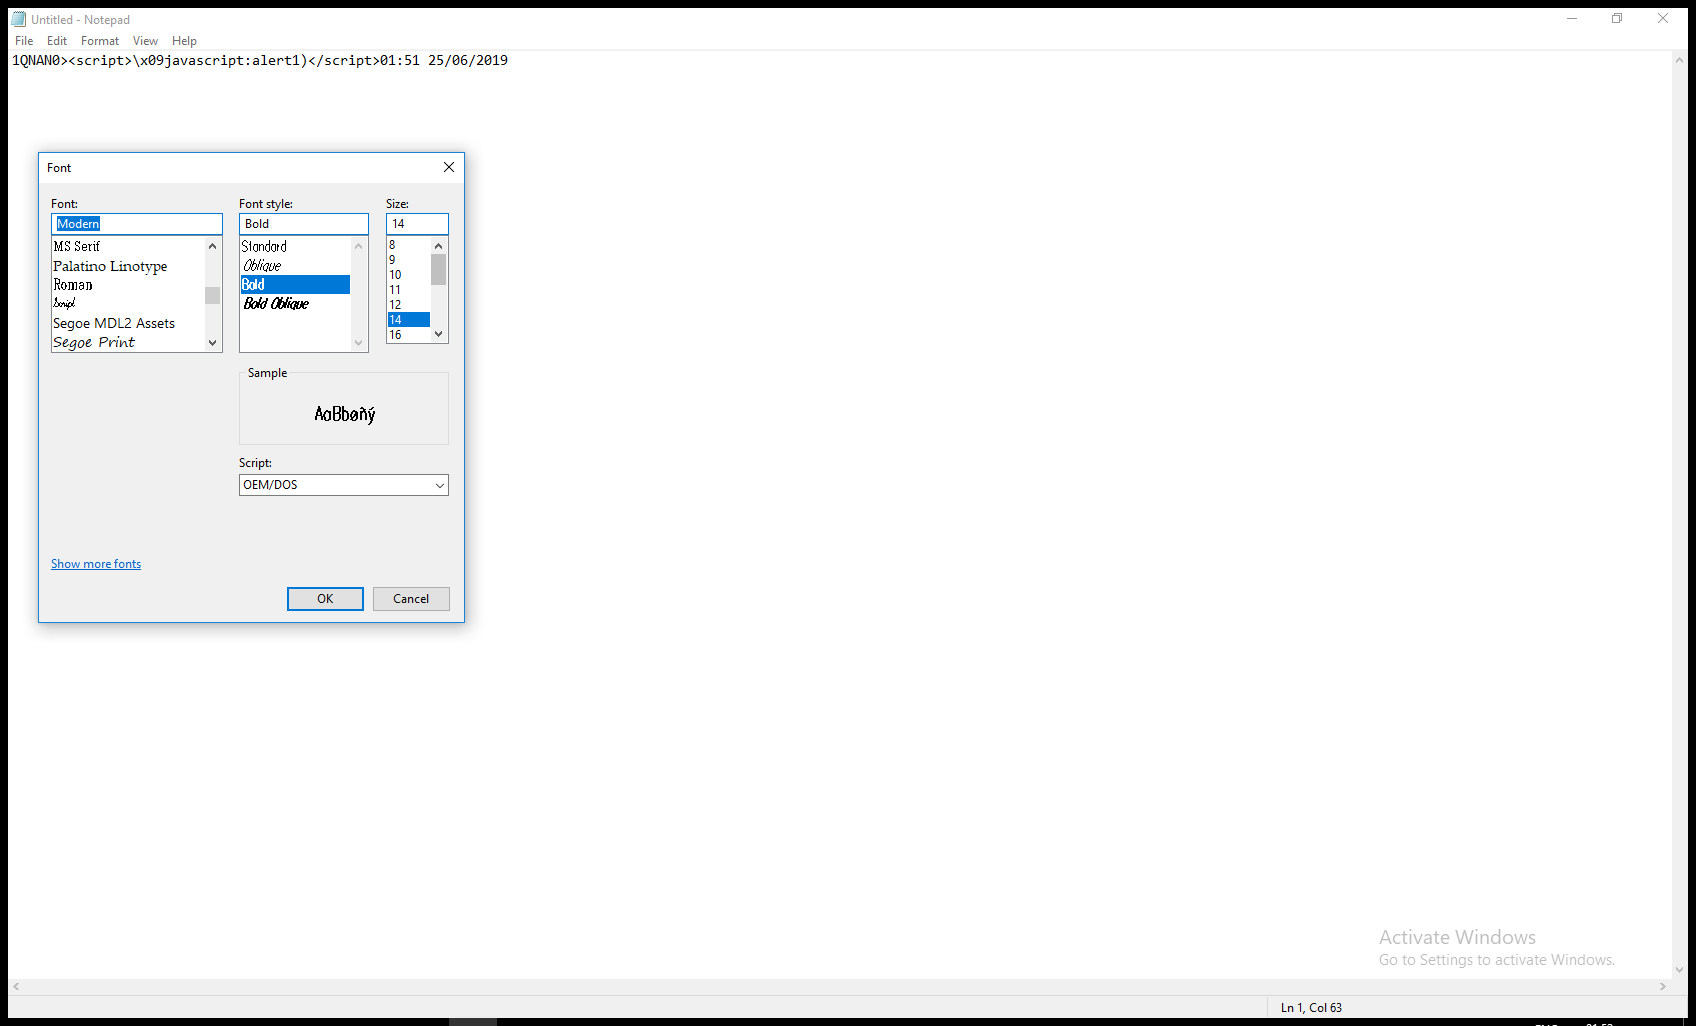 Untitled - Notepad
File Edit Format View Help
1QNAN0><script>\x09javascript:alert1)</script>01:51 25/06/2019
Font
Font: Font style: Size:
Modern Bold 14
MS Serif
Palatino Linotype
Roman
Script
Segoe MDL2 Assets
Segoe Print
Standard
Oblique
Bold
Bold Oblique
8
9
10
11
12
14
16
Sample
AaBbøñý
Script:
OEM/DOS
Show more fonts
OK Cancel
Activate Windows
Go to Settings to activate Windows.
Ln 1, Col 63